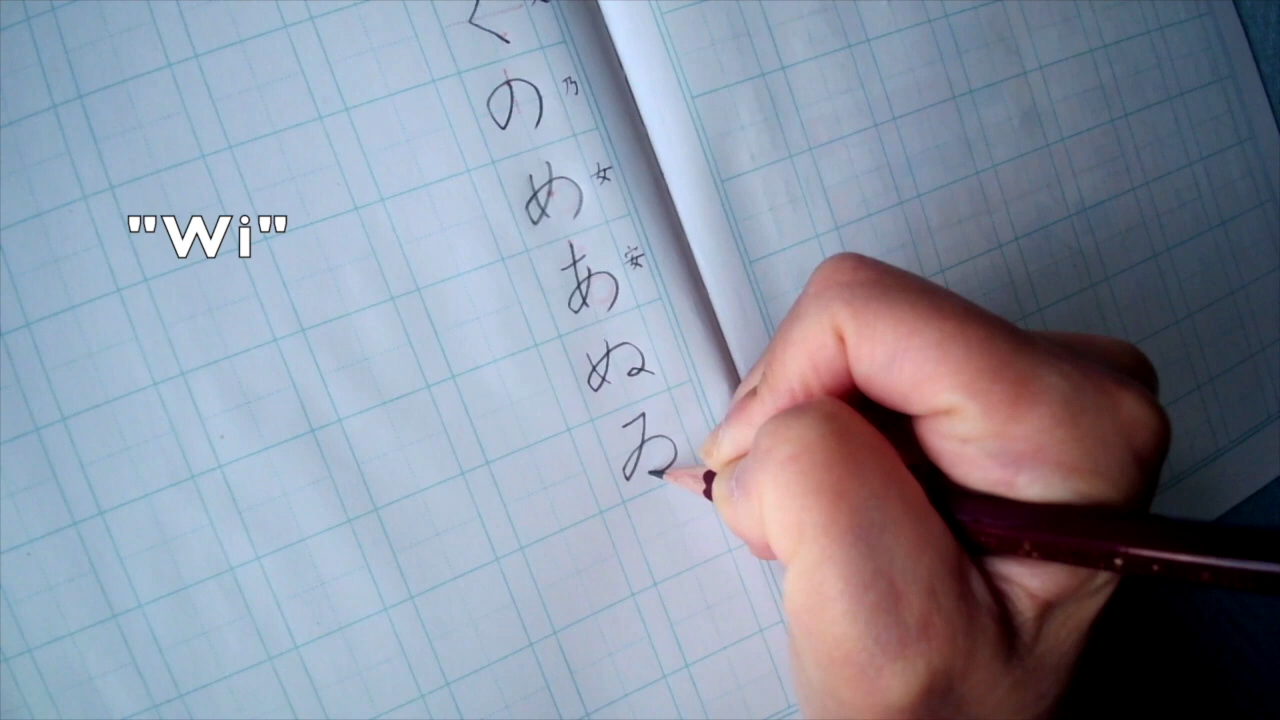 "Wi"
く
の 乃
め 女
あ 安
ぬ
ゐ